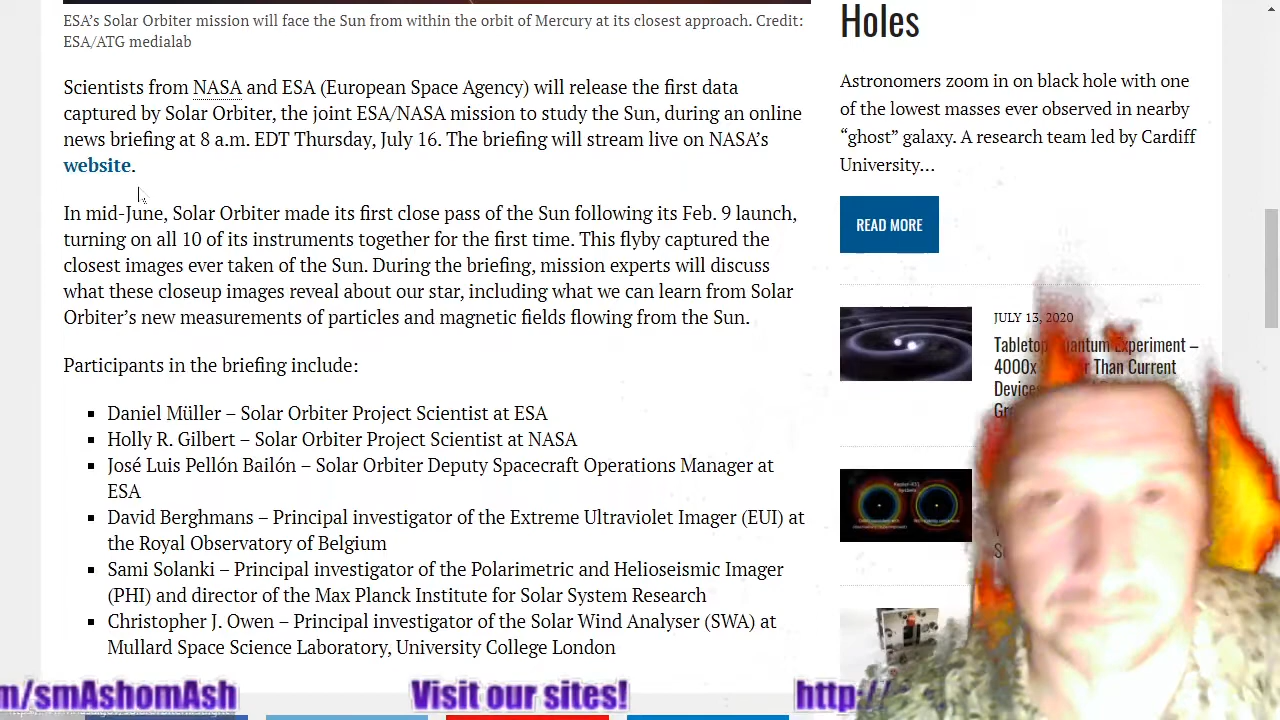 ESA's Solar Orbiter mission will face the Sun from within the orbit of Mercury at its closest approach. Credit:
ESA/ATG medialab
Scientists from NASA and ESA (European Space Agency) will release the first data
captured by Solar Orbiter, the joint ESA/NASA mission to study the Sun, during an online
news briefing at 8 a.m. EDT Thursday, July 16. The briefing will stream live on NASA's
website.
In mid-June, Solar Orbiter made its first close pass of the Sun following its Feb. 9 launch,
turning on all 10 of its instruments together for the first time. This flyby captured the
closest images ever taken of the Sun. During the briefing, mission experts will discuss
what these closeup images reveal about our star, including what we can learn from Solar
Orbiter's new measurements of particles and magnetic fields flowing from the Sun.
Participants in the briefing include:
Daniel Müller – Solar Orbiter Project Scientist at ESA
Holly R. Gilbert – Solar Orbiter Project Scientist at NASA
José Luis Pellón Bailón – Solar Orbiter Deputy Spacecraft Operations Manager at
ESA
David Berghmans – Principal investigator of the Extreme Ultraviolet Imager (EUI) at
the Royal Observatory of Belgium
Sami Solanki – Principal investigator of the Polarimetric and Helioseismic Imager
(PHI) and director of the Max Planck Institute for Solar System Research
Christopher J. Owen – Principal investigator of the Solar Wind Analyser (SWA) at
Mullard Space Science Laboratory, University College London
Holes
Astronomers zoom in on black hole with one
of the lowest masses ever observed in nearby
“ghost” galaxy. A research team led by Cardiff
University…
READ MORE
JULY 13, 2020
Tabletop Quantum Experiment –
4000x Than Current
m/smAshomAsh Visit our sites! http://